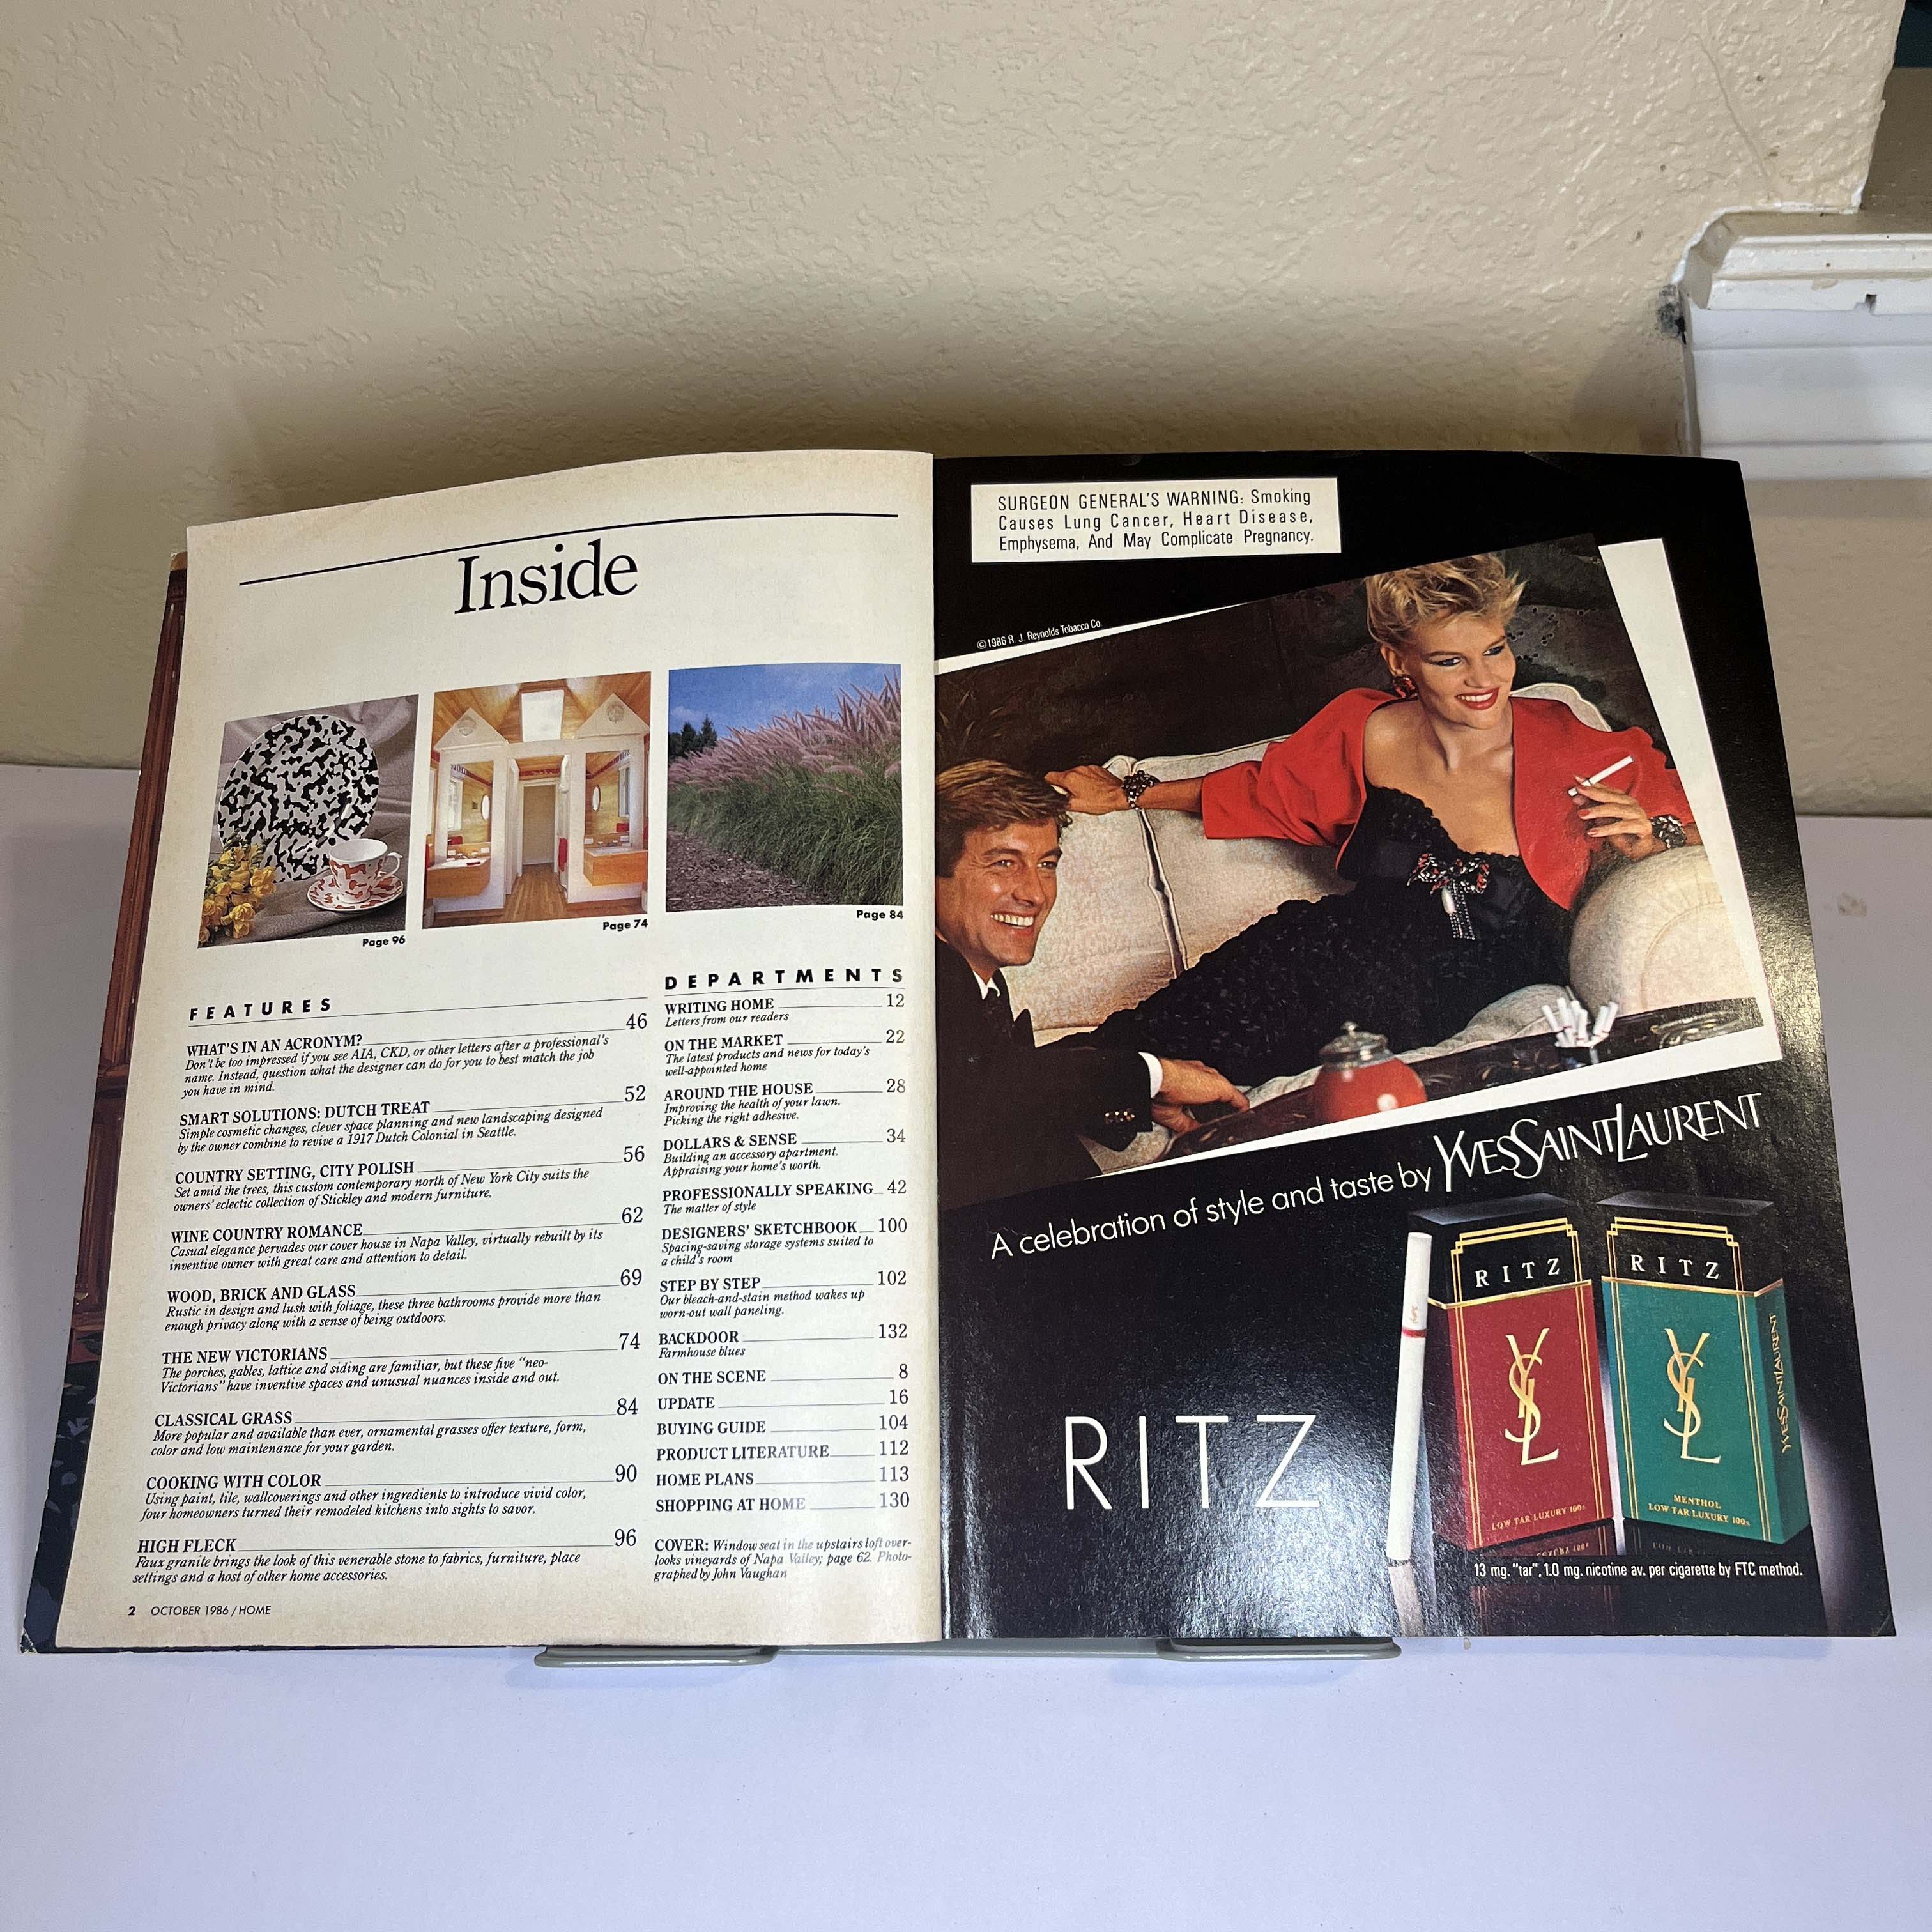 Inside
Page 96
Page 74
Page 84
FEATURES
WHAT'S IN AN ACRONYM? 46
Don't be too impressed if you see AIA, CKD, or other letters after a professional's
name. Instead, question what the designer can do for you to best match the job
you have in mind.
SMART SOLUTIONS: DUTCH TREAT 52
Simple cosmetic changes, clever space planning and new landscaping designed
by the owner combine to revive a 1917 Dutch Colonial in Seattle.
COUNTRY SETTING, CITY POLISH 56
Set amid the trees, this custom contemporary north of New York City suits the
owners' eclectic collection of Stickley and modern furniture.
WINE COUNTRY ROMANCE 62
Casual elegance pervades our cover house in Napa Valley, virtually rebuilt by its
inventive owner with great care and attention to detail.
WOOD, BRICK AND GLASS 69
Rustic in design and lush with foliage, these three bathrooms provide more than
enough privacy along with a sense of being outdoors.
THE NEW VICTORIANS 74
The porches, gables, lattice and siding are familiar, but these five "neo-
Victorians" have inventive spaces and unusual nuances inside and out.
CLASSICAL GRASS 84
More popular and available than ever, ornamental grasses offer texture, form,
color and low maintenance for your garden.
COOKING WITH COLOR 90
Using paint, tile, wallcoverings and other ingredients to introduce vivid color,
four homeowners turned their remodeled kitchens into sights to savor.
HIGH FLECK 96
Faux granite brings the look of this venerable stone to fabrics, furniture, place
settings and a host of other home accessories.
2 OCTOBER 1986 / HOME
DEPARTMENTS
WRITING HOME 12
Letters from our readers
ON THE MARKET 22
The latest products and news for today's
well-appointed home
AROUND THE HOUSE 28
Improving the health of your lawn.
Picking the right adhesive.
DOLLARS & SENSE 34
Building an accessory apartment.
Appraising your home's worth.
PROFESSIONALLY SPEAKING 42
The matter of style
DESIGNERS' SKETCHBOOK 100
Spacing-saving storage systems suited to
a child's room
STEP BY STEP 102
Our bleach-and-stain method wakes up
worn-out wall paneling.
BACKDOOR 132
Farmhouse blues
ON THE SCENE 8
UPDATE 16
BUYING GUIDE 104
PRODUCT LITERATURE 112
HOME PLANS 113
SHOPPING AT HOME 130
COVER: Window seat in the upstairs loft over-
looks vineyards of Napa Valley; page 62. Photo-
graphed by John Vaughan
SURGEON GENERAL'S WARNING: Smoking
Causes Lung Cancer, Heart Disease,
Emphysema, And May Complicate Pregnancy.
©1986 R. J. Reynolds Tobacco Co.
A celebration of style and taste by YVESSAINTLAURENT
RITZ
RITZ
YSL
LOW TAR LUXURY 100s
RITZ
YSL
MENTHOL
LOW TAR LUXURY 100s
YVESSAINTLAURENT
13 mg. "tar", 1.0 mg. nicotine av. per cigarette by FTC method.